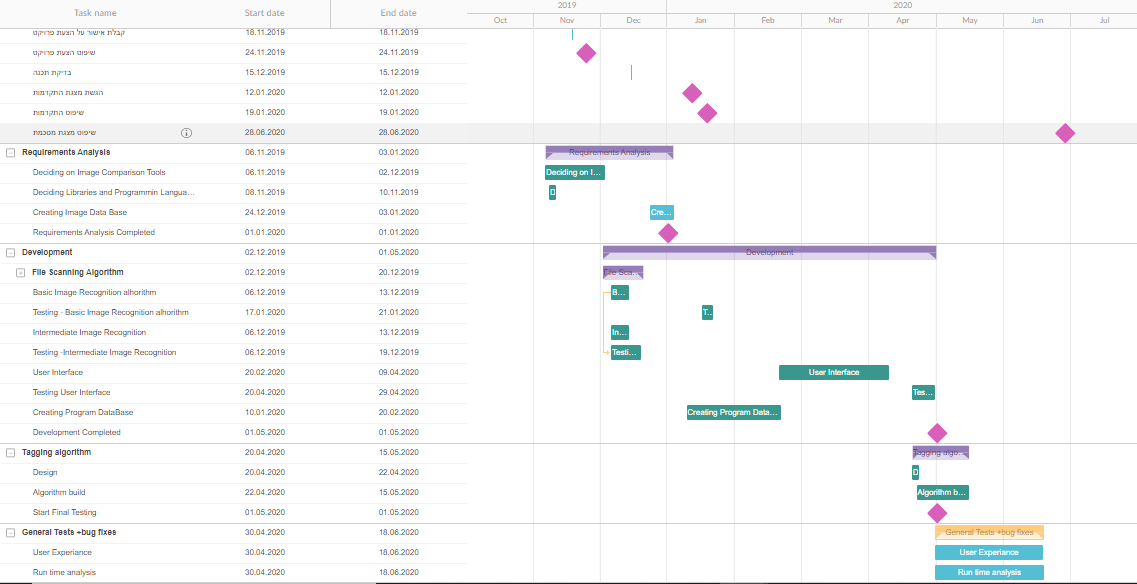 Task name Start date End date 2019 2020
Oct Nov Dec Jan Feb Mar Apr May Jun Jul
קבלת אישור על הצעת פרויקט 18.11.2019 18.11.2019
שיפוט הצעת פרויקט 24.11.2019 24.11.2019
בדיקת תכנה 15.12.2019 15.12.2019
הגשת מצגת התקדמות 12.01.2020 12.01.2020
שיפוט התקדמות 19.01.2020 19.01.2020
שיפוט מצגת מסכמת 28.06.2020 28.06.2020
Requirements Analysis 06.11.2019 03.01.2020 Requirements Analysis
Deciding on Image Comparison Tools 06.11.2019 02.12.2019 Deciding on I...
Deciding Libraries and Programmin Langua... 08.11.2019 10.11.2019 D
Creating Image Data Base 24.12.2019 03.01.2020 Cre...
Requirements Analysis Completed 01.01.2020 01.01.2020
Development 02.12.2019 01.05.2020 Development
File Scanning Algorithm 02.12.2019 20.12.2019 File Sca...
Basic Image Recognition alhorithm 06.12.2019 13.12.2019 B...
Testing - Basic Image Recognition alhorithm 17.01.2020 21.01.2020 T..
Intermediate Image Recognition 06.12.2019 13.12.2019 In...
Testing -Intermediate Image Recognition 06.12.2019 19.12.2019 Testi...
User Interface 20.02.2020 09.04.2020 User Interface
Testing User Interface 20.04.2020 29.04.2020 Tes...
Creating Program DataBase 10.01.2020 20.02.2020 Creating Program Data...
Development Completed 01.05.2020 01.05.2020
Tagging algorithm 20.04.2020 15.05.2020 Tagging algo...
Design 20.04.2020 22.04.2020 D
Algorithm build 22.04.2020 15.05.2020 Algorithm b...
Start Final Testing 01.05.2020 01.05.2020
General Tests +bug fixes 30.04.2020 18.06.2020 General Tests +bug fixes
User Experiance 30.04.2020 18.06.2020 User Experiance
Run time analysis 30.04.2020 18.06.2020 Run time analysis